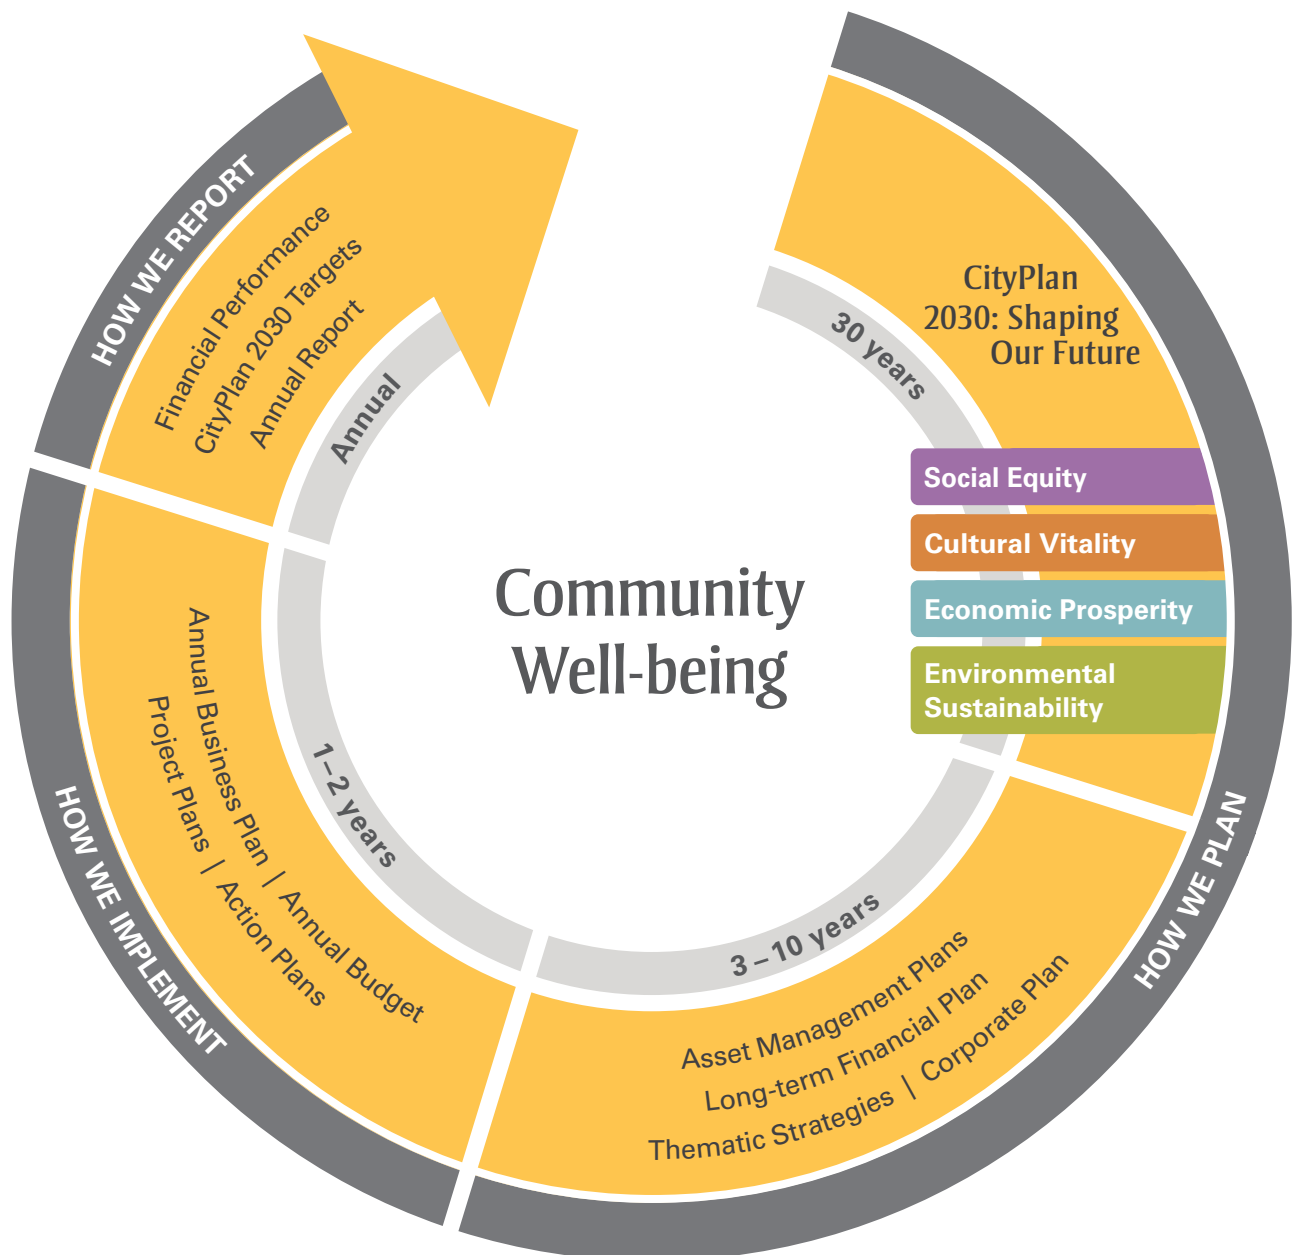 CityPlan
2030: Shaping
Our Future
30 years
Social Equity
Cultural Vitality
Economic Prosperity
Environmental
Sustainability
HOW WE PLAN
3–10 years
Asset Management Plans
Long-term Financial Plan
Thematic Strategies | Corporate Plan
HOW WE IMPLEMENT
1–2 years
Annual Business Plan | Annual Budget
Project Plans | Action Plans
HOW WE REPORT
Financial Performance
CityPlan 2030 Targets
Annual Report
Annual
Community
Well-being